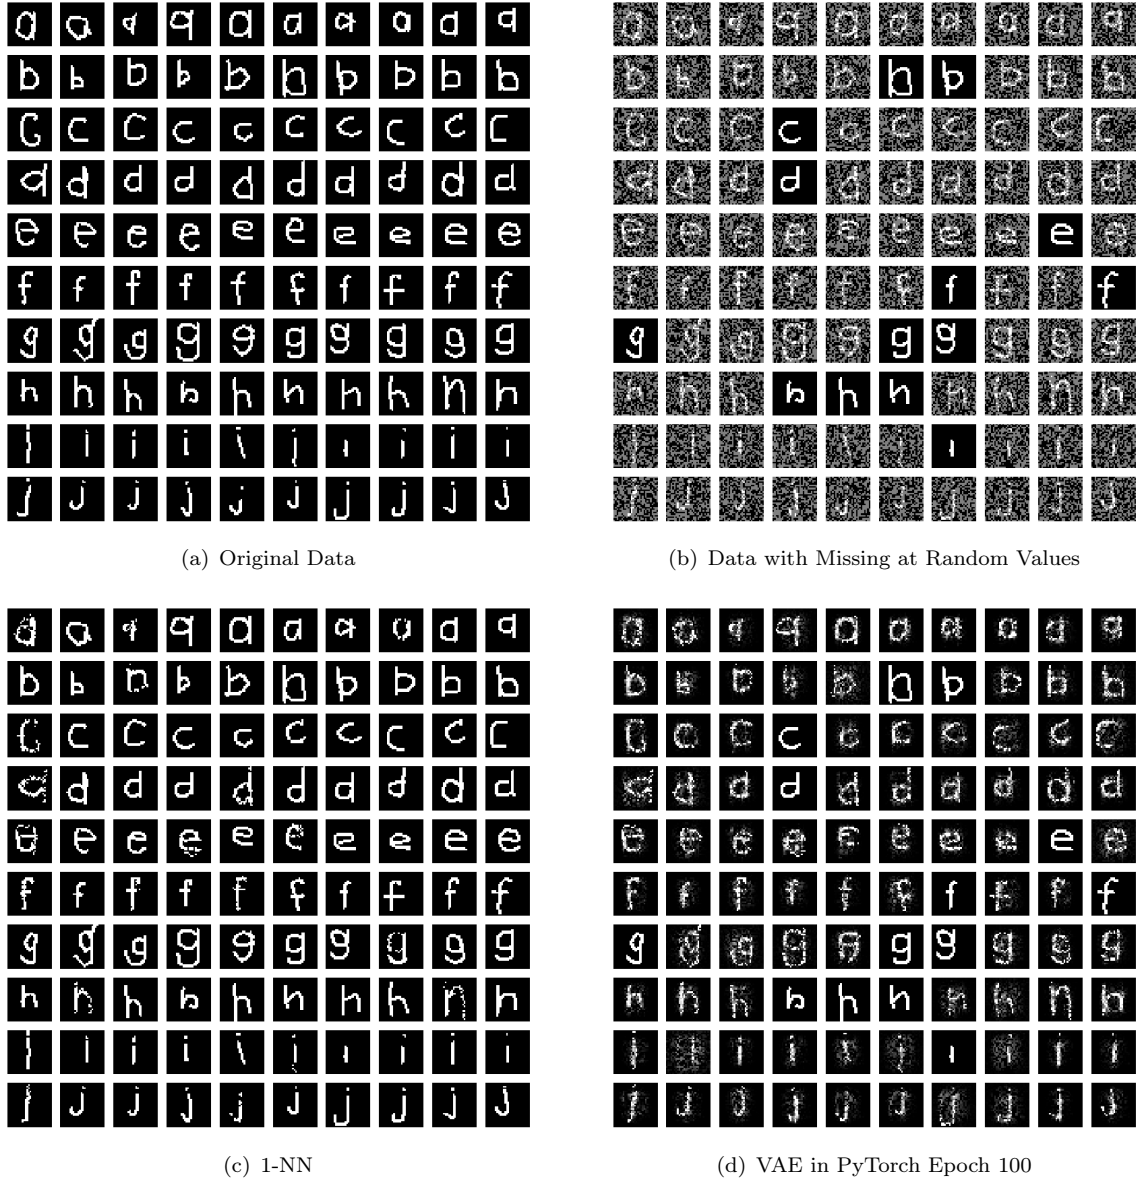 a a a a a a a a a a
b b b b b b b b b b
c c c c c c c c c c
d d d d d d d d d d
e e e e e e e e e e
f f f f f f f f f f
g g g g g g g g g g
h h h h h h h h h h
i i i i i i i i i i
j j j j j j j j j j
(a) Original Data
a a a a a a a a a a
b b b b b b b b b b
c c c c c c c c c c
d d d d d d d d d d
e e e e e e e e e e
f f f f f f f f f f
g g g g g g g g g g
h h h h h h h h h h
i i i i i i i i i i
j j j j j j j j j j
(b) Data with Missing at Random Values
a a a a a a a a a a
b b b b b b b b b b
c c c c c c c c c c
d d d d d d d d d d
e e e e e e e e e e
f f f f f f f f f f
g g g g g g g g g g
h h h h h h h h h h
i i i i i i i i i i
j j j j j j j j j j
(c) 1-NN
a a a a a a a a a a
b b b b b b b b b b
c c c c c c c c c c
d d d d d d d d d d
e e e e e e e e e e
f f f f f f f f f f
g g g g g g g g g g
h h h h h h h h h h
i i i i i i i i i i
j j j j j j j j j j
(d) VAE in PyTorch Epoch 100